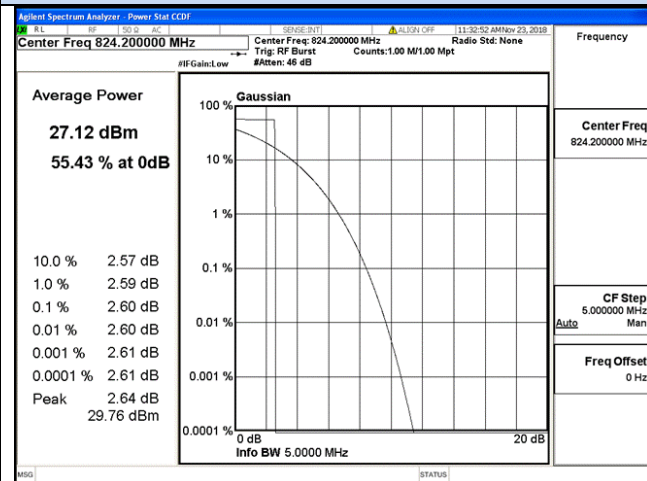 Agilent Spectrum Analyzer - Power Stat CCDF
RL RF 50 Ω AC SENSE:INT ALIGN OFF 11:32:52 AM Nov 23, 2018
Center Freq 824.200000 MHz
Center Freq: 824.200000 MHz Radio Std: None
Trig: RF Burst Counts:1.00 M/1.00 Mpt
#IFGain:Low #Atten: 46 dB
Frequency
Average Power
27.12 dBm
55.43 % at 0dB
10.0 % 2.57 dB
1.0 % 2.59 dB
0.1 % 2.60 dB
0.01 % 2.60 dB
0.001 % 2.61 dB
0.0001 % 2.61 dB
Peak 2.64 dB
29.76 dBm
Gaussian
100 %
10 %
1 %
0.1 %
0.01 %
0.001 %
0.0001 %
0 dB 20 dB
Info BW 5.0000 MHz
Center Freq
824.200000 MHz
CF Step
5.000000 MHz
Auto Man
Freq Offset
0 Hz
MSG STATUS